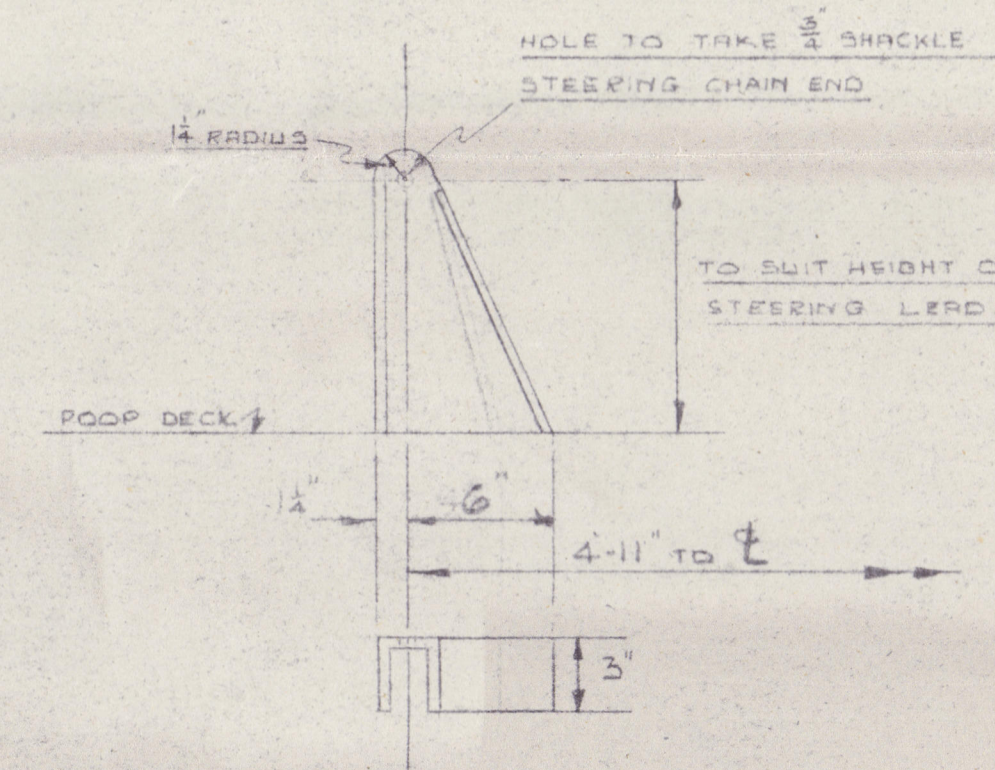 HOLE TO TAKE 3/4" SHACKLE
STEERING CHAIN END
1 1/4" RADIUS
TO SUIT HEIGHT O
STEERING LEAD
POOP DECK
1 1/4"
6"
4'-11" TO ℄
3"